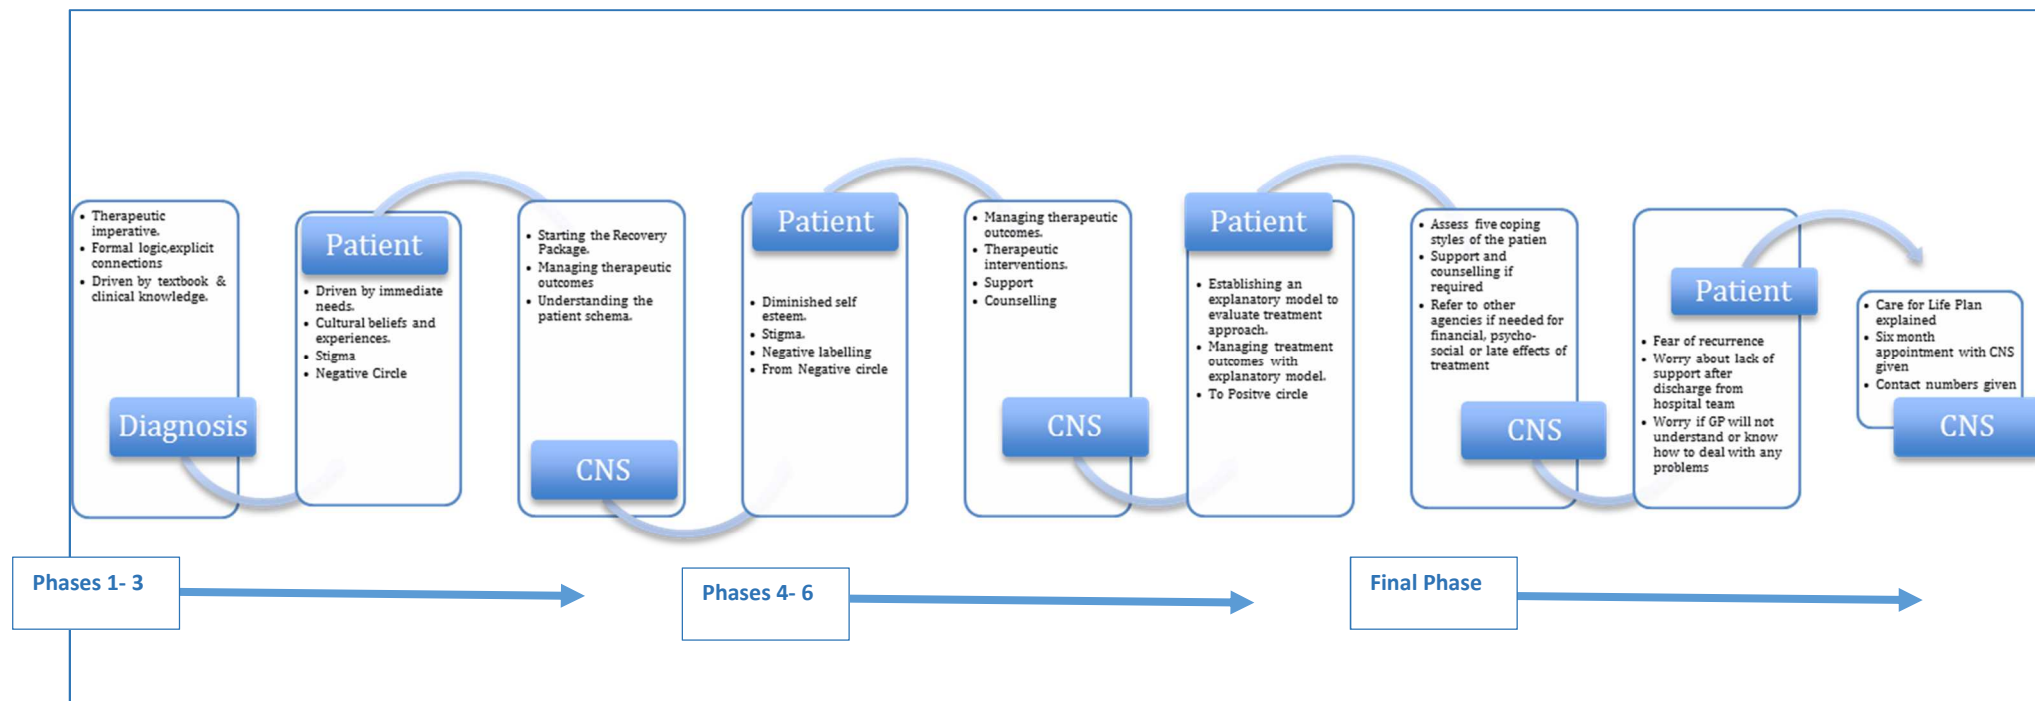 • Therapeutic
imperative.
• Formal logic,explicit
connections
• Driven by textbook &
clinical knowledge.
Diagnosis
Patient
• Driven by immediate
needs.
• Cultural beliefs and
experiences.
• Stigma
• Negative Circle
• Starting the Recovery
Package.
• Managing therapeutic
outcomes
• Understanding the
patient schema.
CNS
Patient
• Diminished self
esteem.
• Stigma.
• Negative labelling
• From Negative circle
• Managing therapeutic
outcomes.
• Therapeutic
interventions.
• Support
• Counselling
CNS
Patient
• Establishing an
explanatory model to
evaluate treatment
approach.
• Managing treatment
outcomes with
explanatory model.
• To Positve circle
• Assess five coping
styles of the patien
• Support and
counselling if
required
• Refer to other
agencies if needed for
financial, psycho-
social or late effects of
treatment
CNS
Patient
• Fear of recurrence
• Worry about lack of
support after
discharge from
hospital team
• Worry if GP will not
understand or know
how to deal with any
problems
• Care for Life Plan
explained
• Six month
appointment with CNS
given
• Contact numbers given
CNS
Phases 1- 3
Phases 4- 6
Final Phase